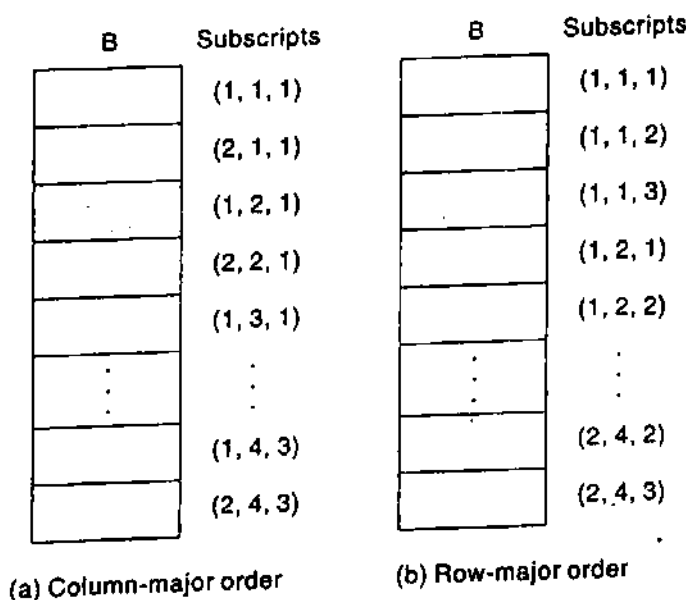 B Subscripts
(1, 1, 1)
(2, 1, 1)
(1, 2, 1)
(2, 2, 1)
(1, 3, 1)
(1, 4, 3)
(2, 4, 3)
(a) Column-major order
B Subscripts
(1, 1, 1)
(1, 1, 2)
(1, 1, 3)
(1, 2, 1)
(1, 2, 2)
(2, 4, 2)
(2, 4, 3)
(b) Row-major order